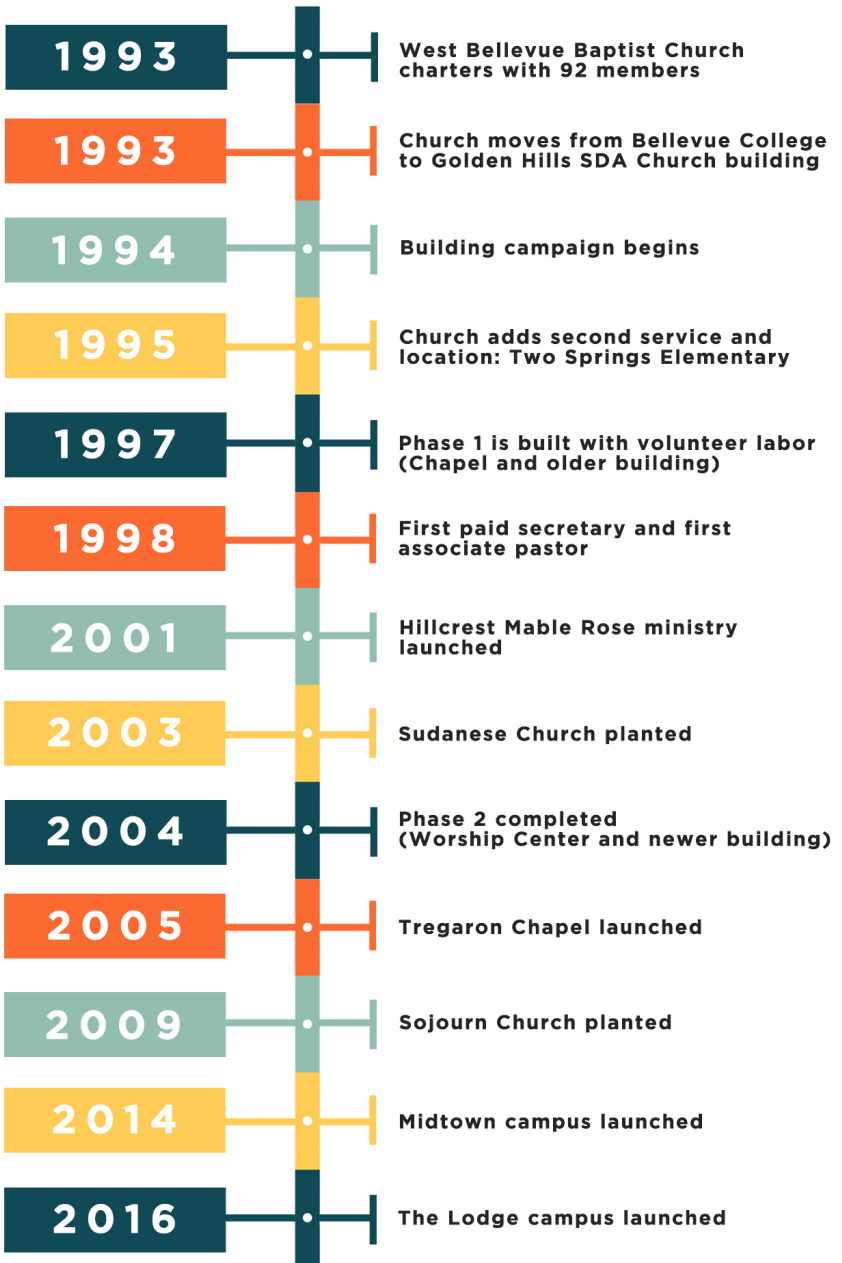 1993
West Bellevue Baptist Church
charters with 92 members
1993
Church moves from Bellevue College
to Golden Hills SDA Church building
1994
Building campaign begins
1995
Church adds second service and
location: Two Springs Elementary
1997
Phase 1 is built with volunteer labor
(Chapel and older building)
1998
First paid secretary and first
associate pastor
2001
Hillcrest Mable Rose ministry
launched
2003
Sudanese Church planted
2004
Phase 2 completed
(Worship Center and newer building)
2005
Tregaron Chapel launched
2009
Sojourn Church planted
2014
Midtown campus launched
2016
The Lodge campus launched